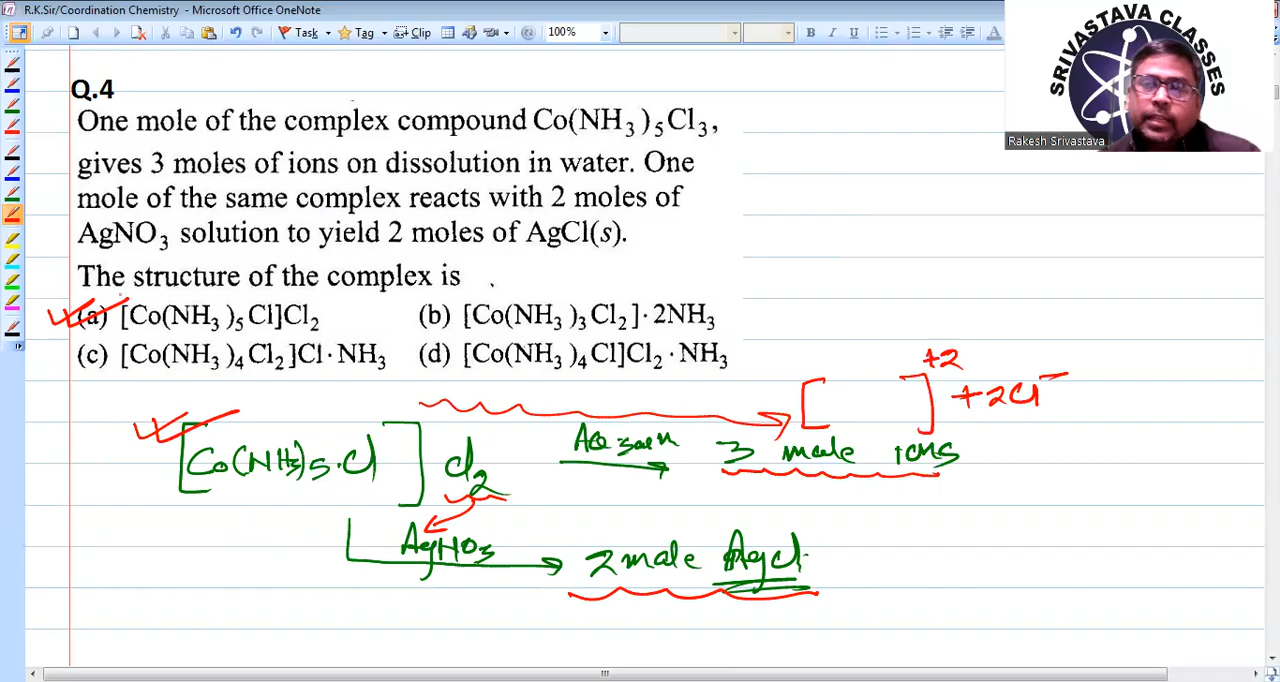 R.K.Sir/Coordination Chemistry - Microsoft Office OneNote
Task Tag Clip 100% B I U A
SRIVASTAVA CLASSES
Rakesh Srivastava
Q.4
One mole of the complex compound Co(NH₃)₅Cl₃,
gives 3 moles of ions on dissolution in water. One
mole of the same complex reacts with 2 moles of
AgNO₃ solution to yield 2 moles of AgCl(s).
The structure of the complex is
(a) [Co(NH₃)₅Cl]Cl₂ (b) [Co(NH₃)₃Cl₂]·2NH₃
(c) [Co(NH₃)₄Cl₂]Cl·NH₃ (d) [Co(NH₃)₄Cl]Cl₂·NH₃
[ ]⁺² +2Cl⁻
[Co(NH₃)₅·Cl] Cl₂ 3 mole ions
AgNO₃ 2 mole AgCl